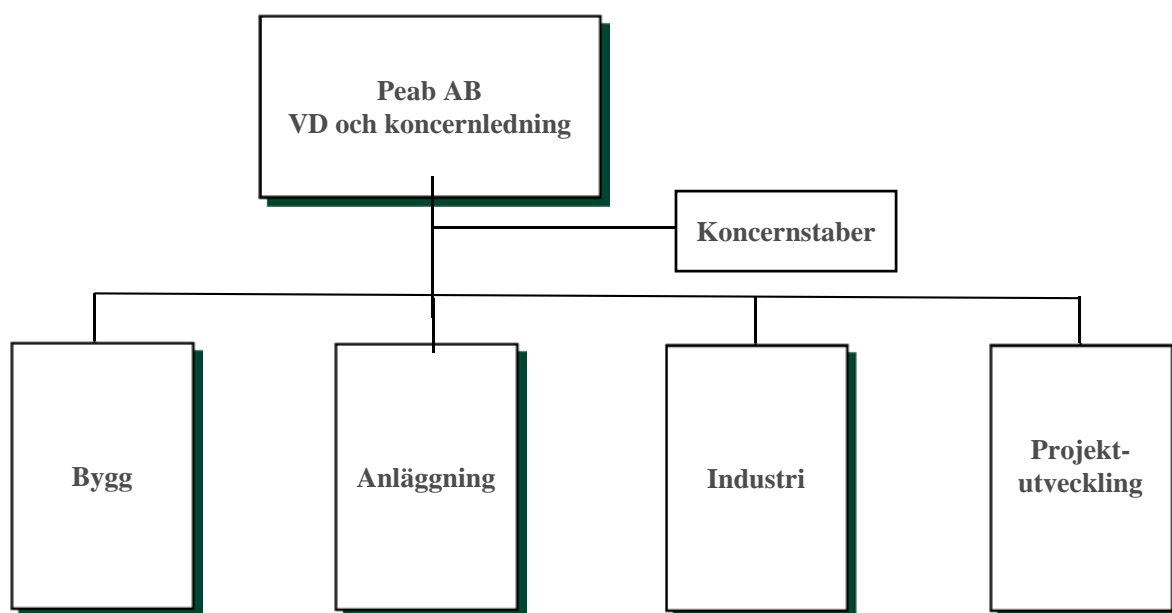 Peab AB
VD och koncernledning
Koncernstaber
Bygg
Anläggning
Industri
Projekt-
utveckling